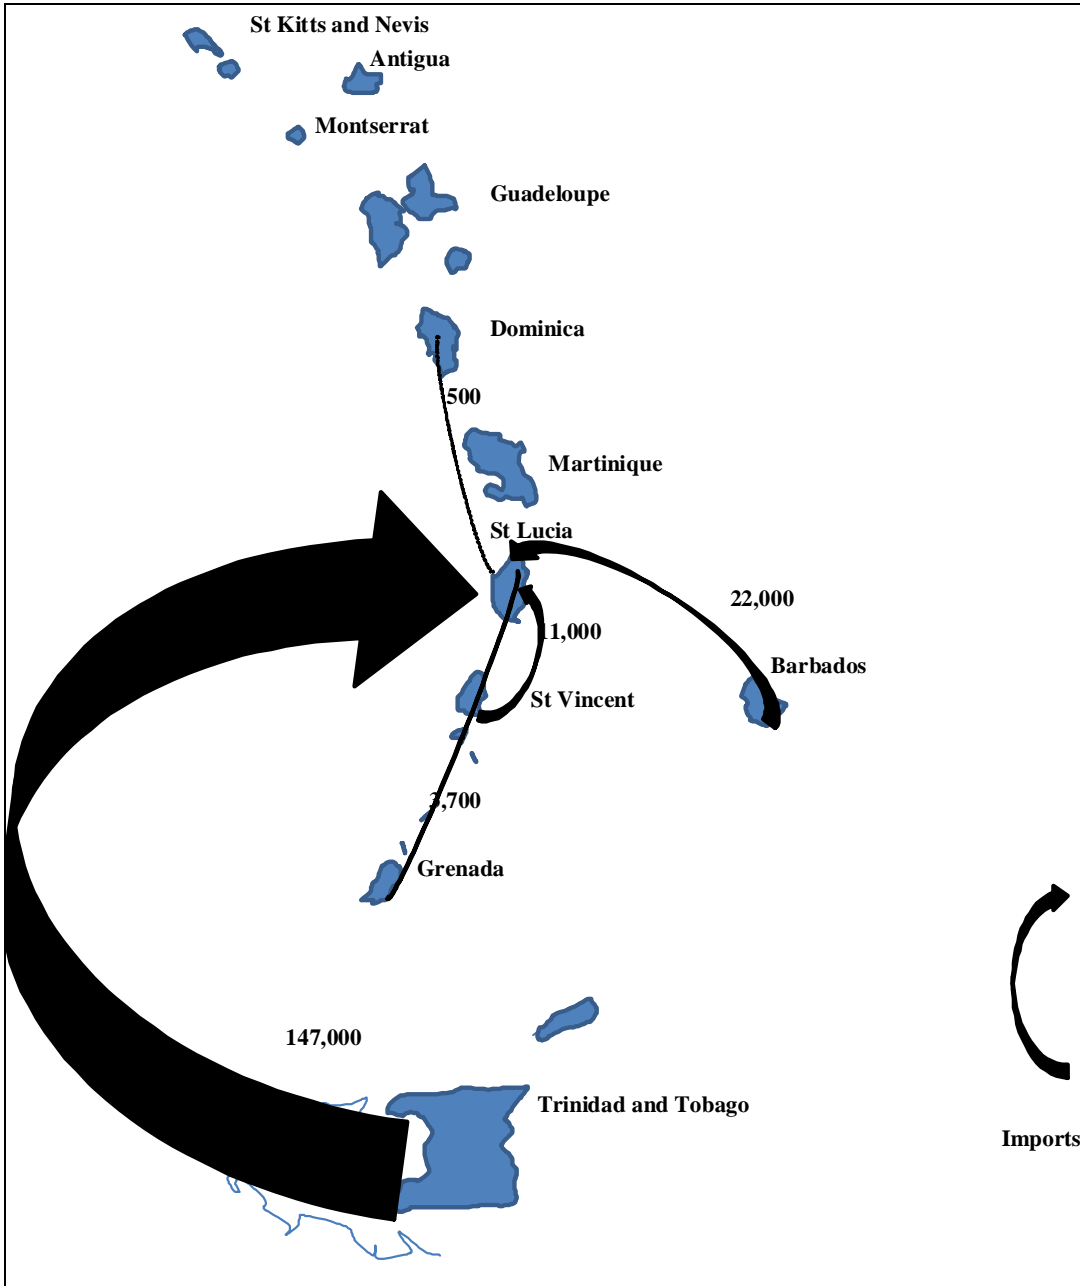 St Kitts and Nevis
Antigua
Montserrat
Guadeloupe
Dominica
500
Martinique
St Lucia
22,000
11,000
Barbados
St Vincent
3,700
Grenada
147,000
Trinidad and Tobago
Imports